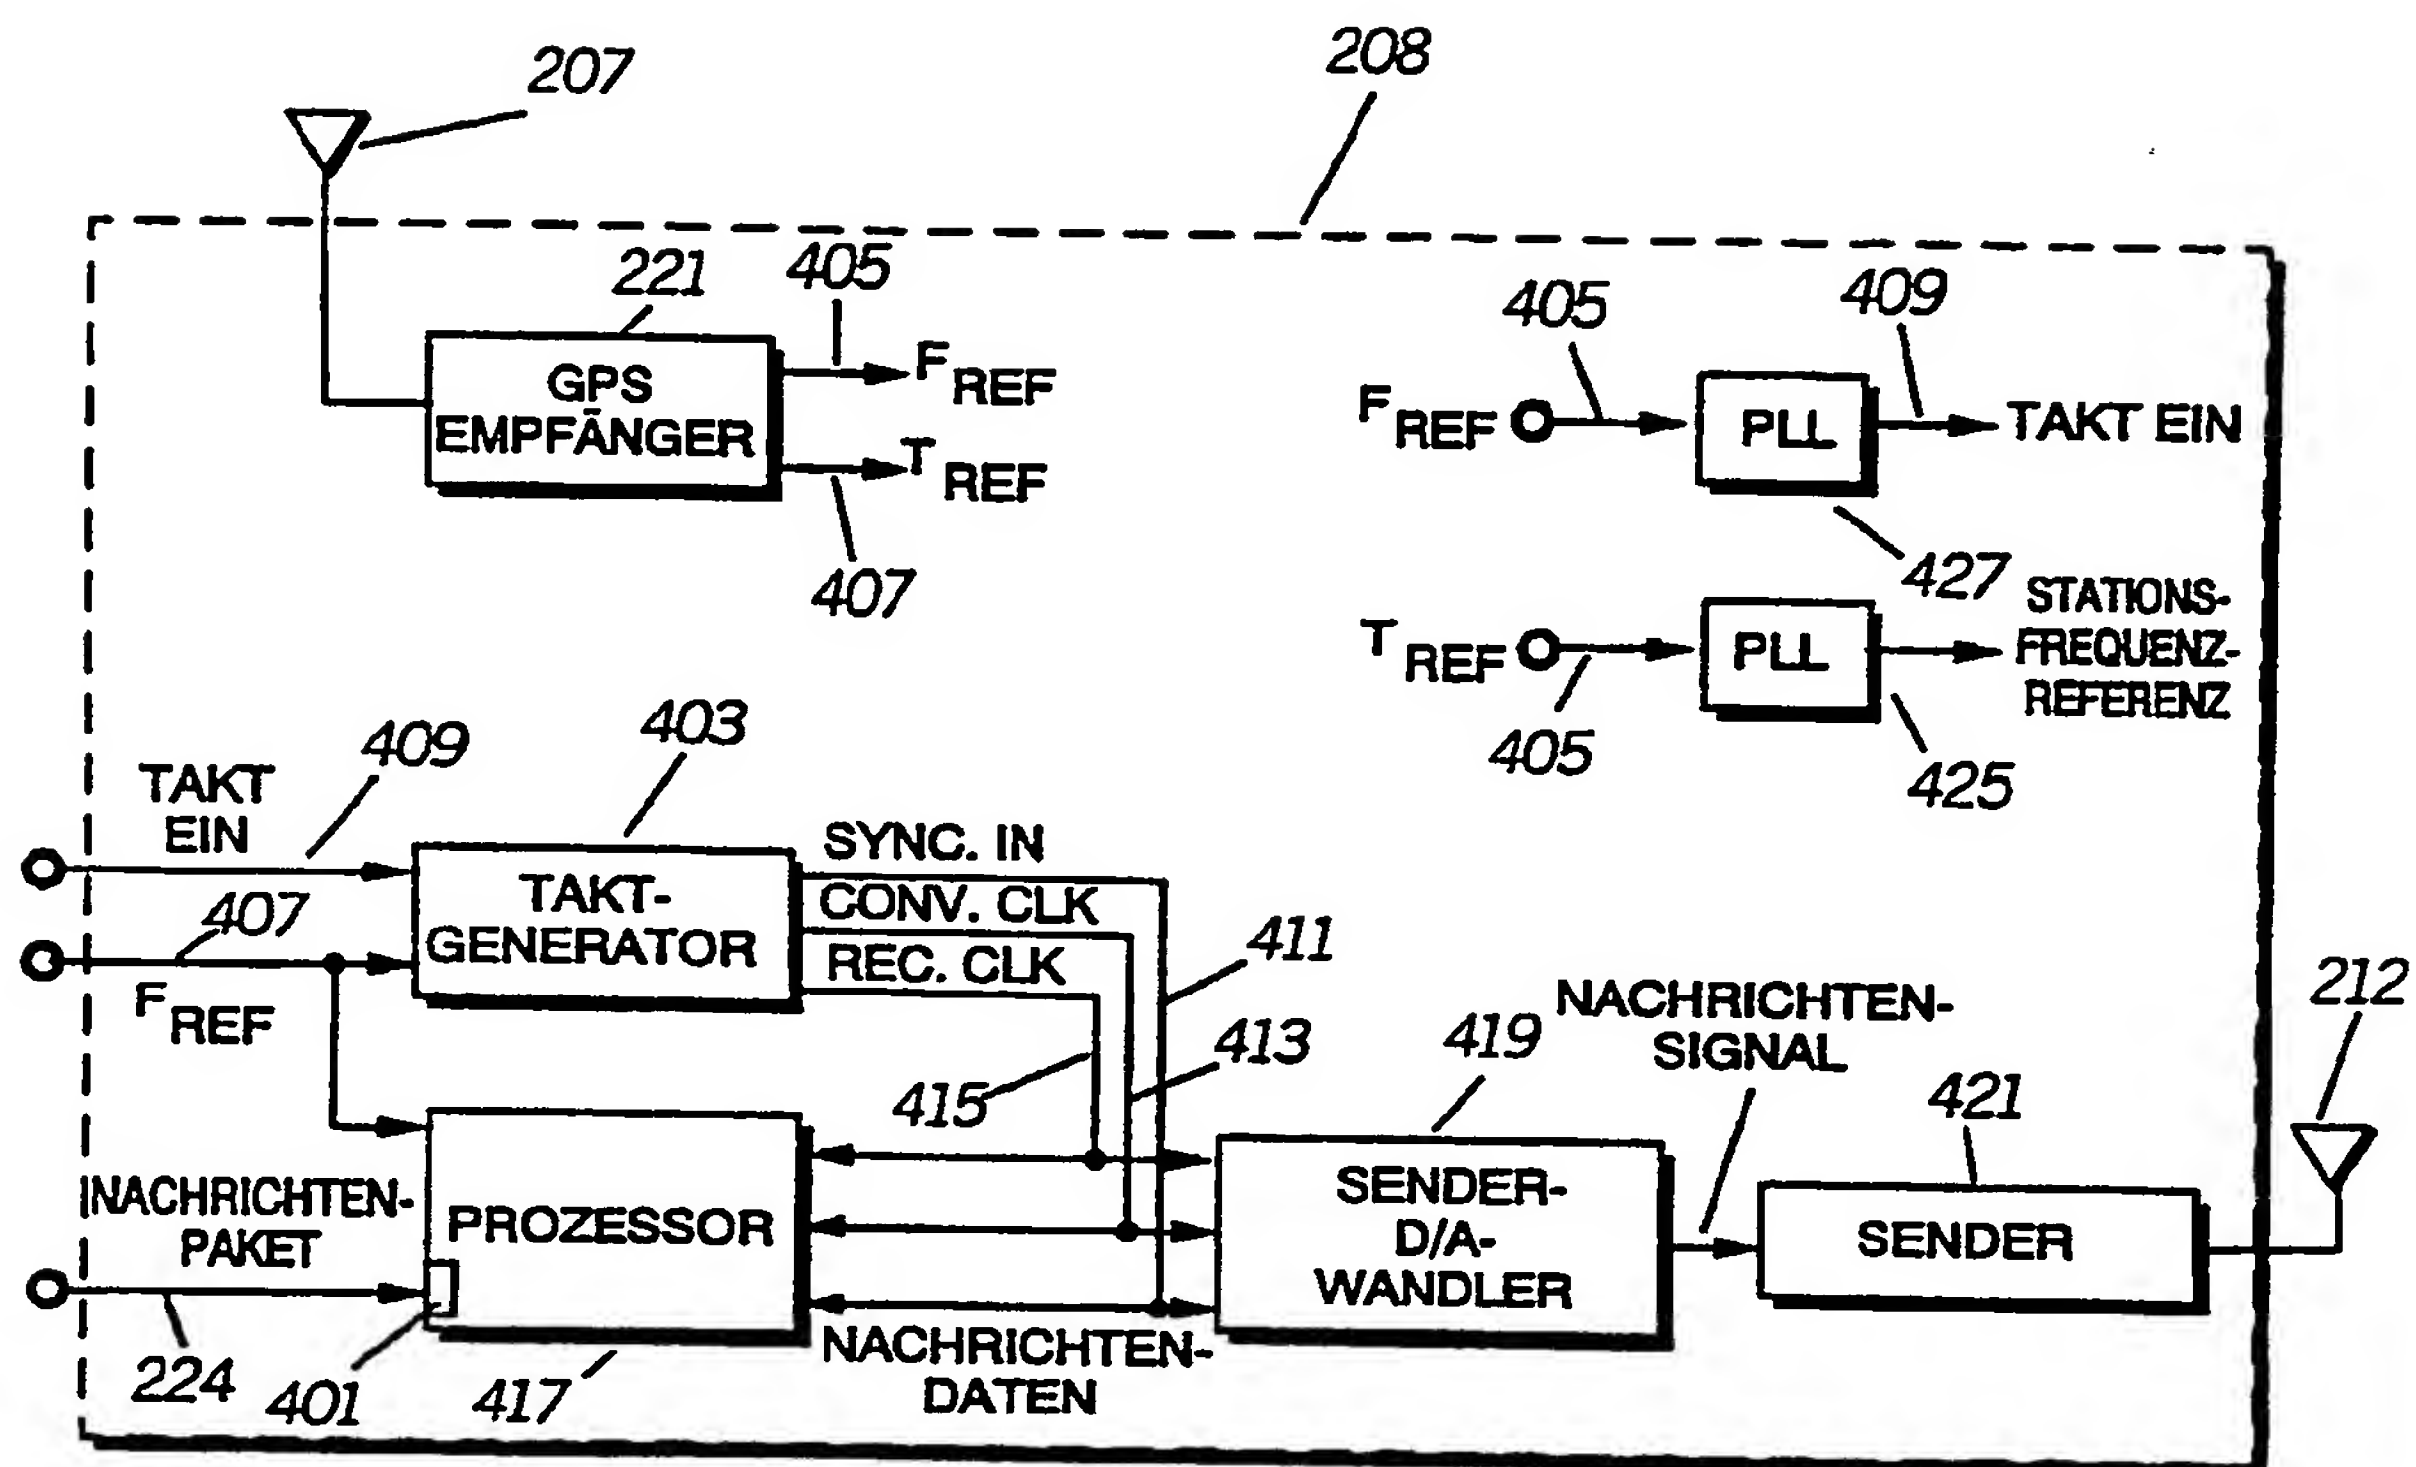 207
208
221
405
GPS
EMPFÄNGER
F REF
T REF
407
405
409
F REF
PLL
TAKT EIN
427
T REF
PLL
STATIONS-
FREQUENZ-
REFERENZ
405
425
409
403
TAKT
EIN
407
F REF
TAKT-
GENERATOR
SYNC. IN
CONV. CLK
REC. CLK
411
413
415
419
NACHRICHTEN-
SIGNAL
421
212
NACHRICHTEN-
PAKET
PROZESSOR
SENDER-
D/A-
WANDLER
SENDER
224
401
417
NACHRICHTEN-
DATEN